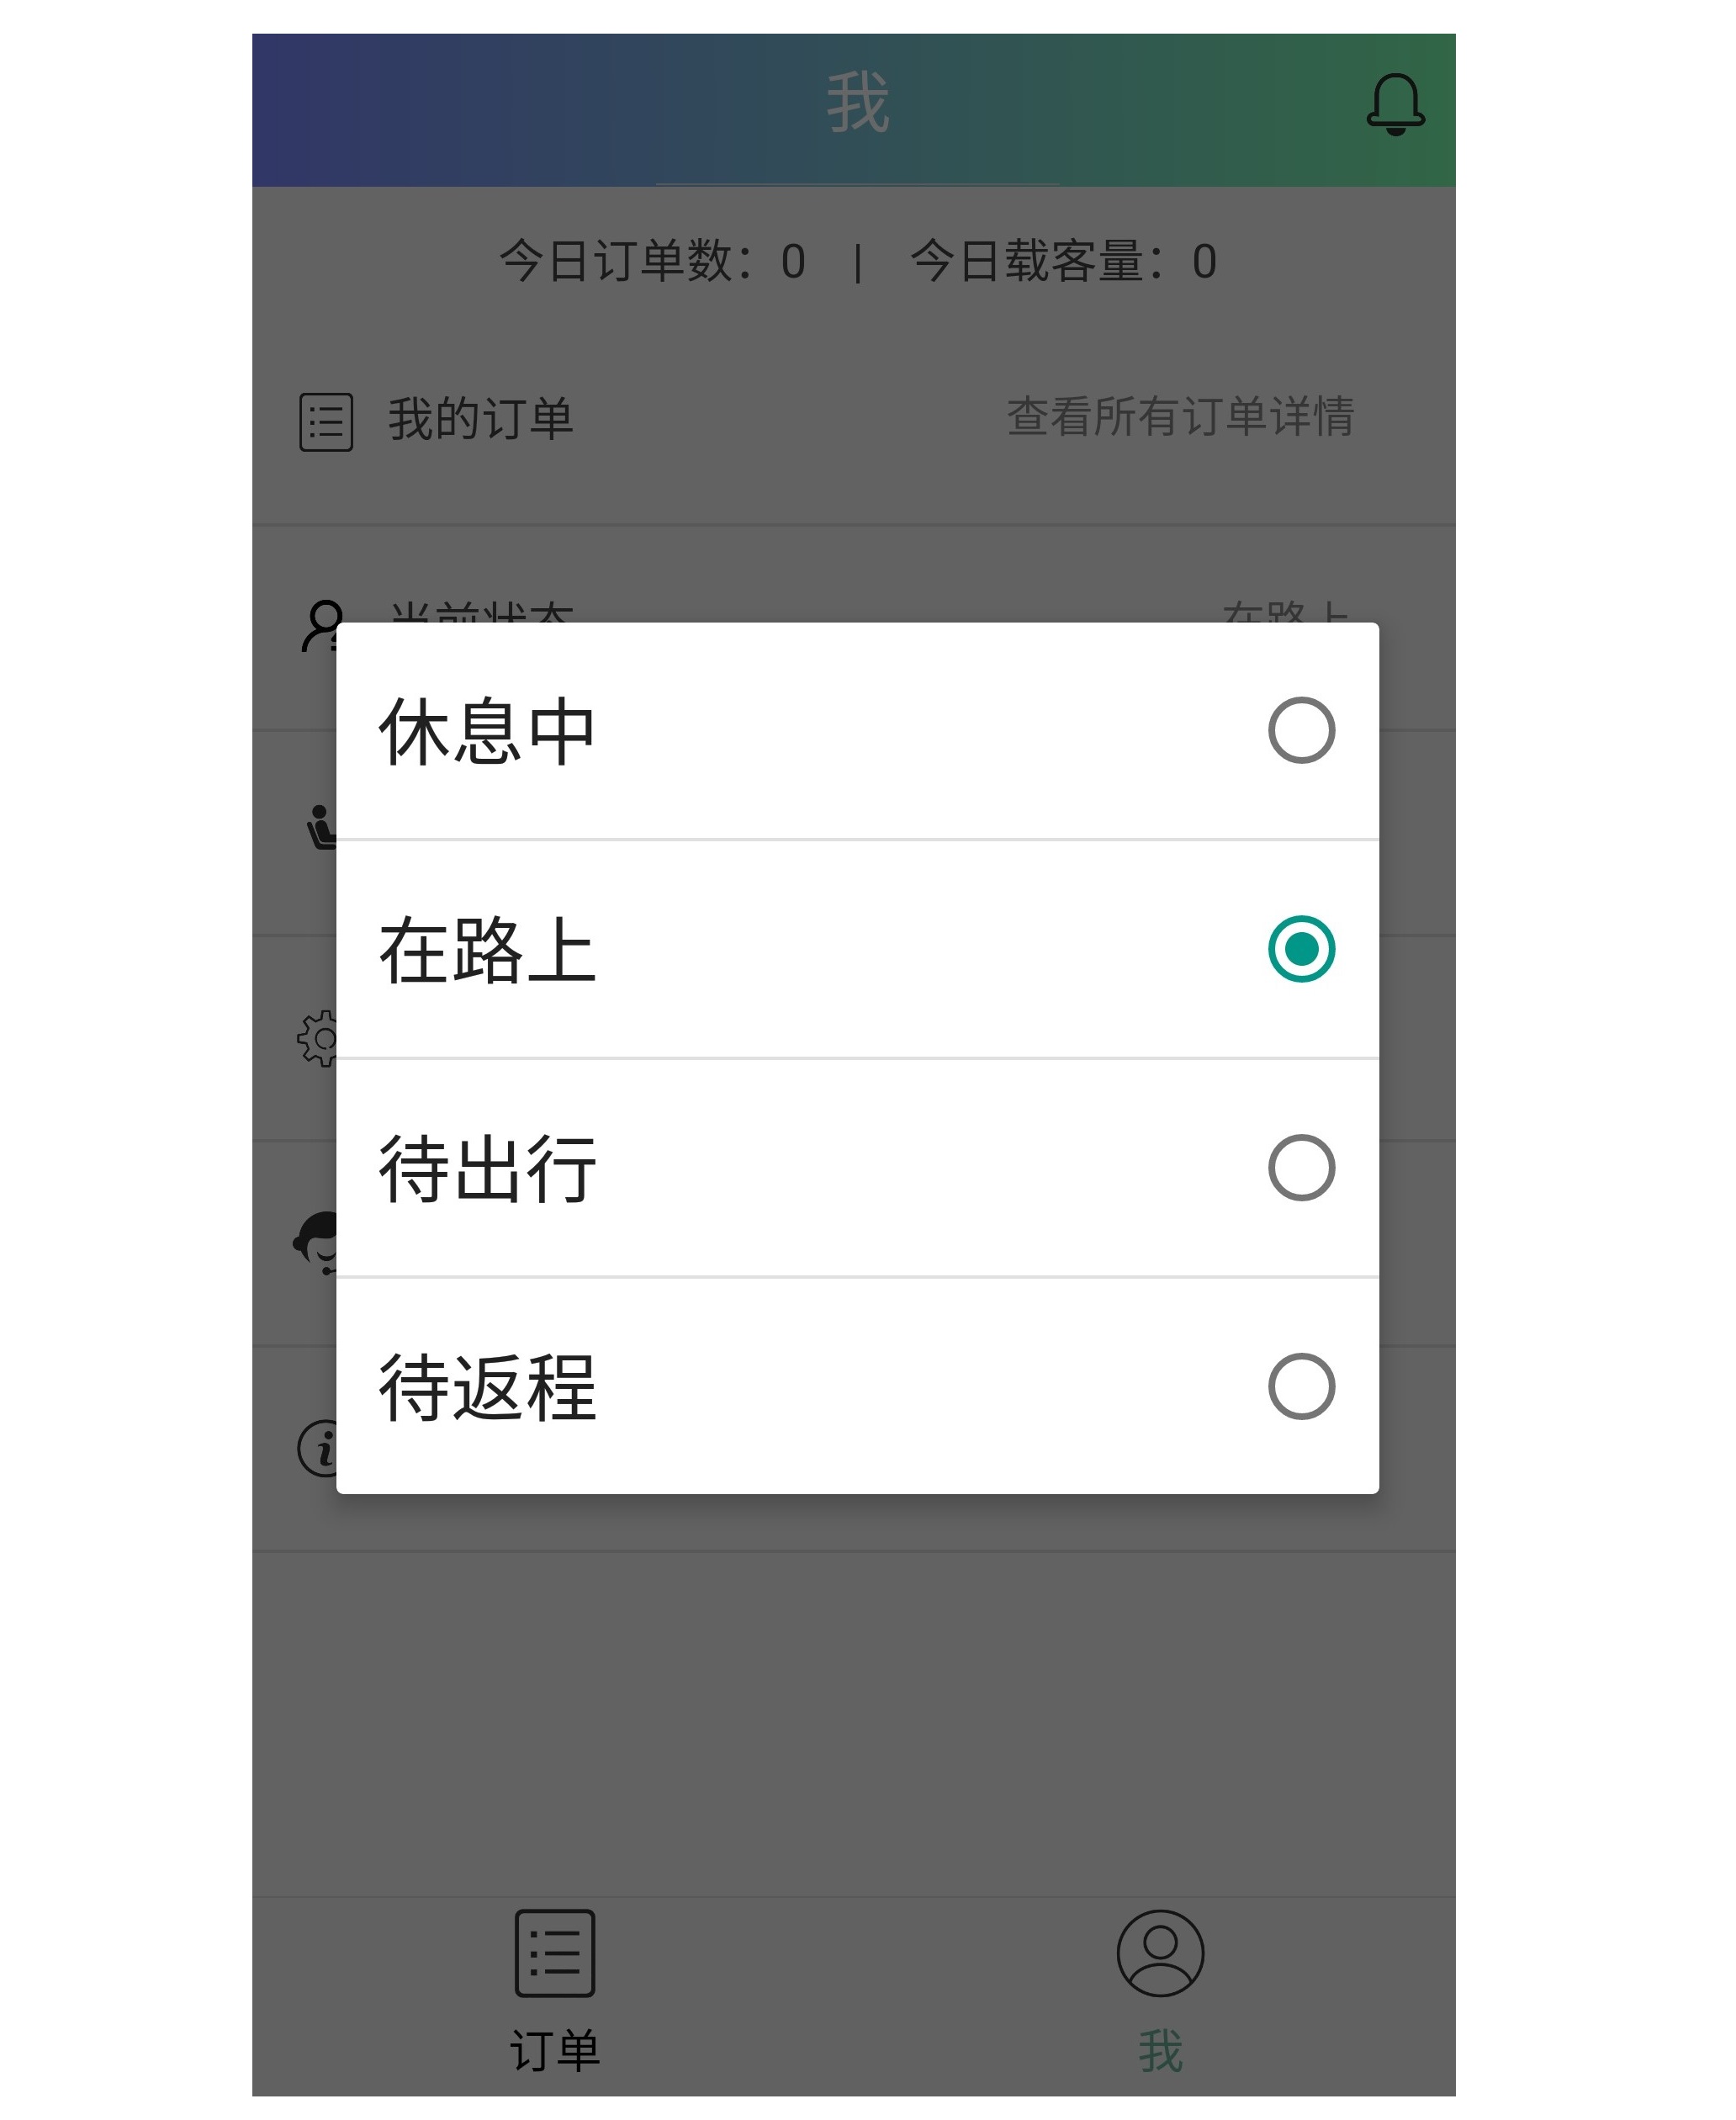 我
今日订单数：0 | 今日载客量：0
我的订单 查看所有订单详情
当前状态 在路上
休息中
在路上
待出行
待返程
订单 我